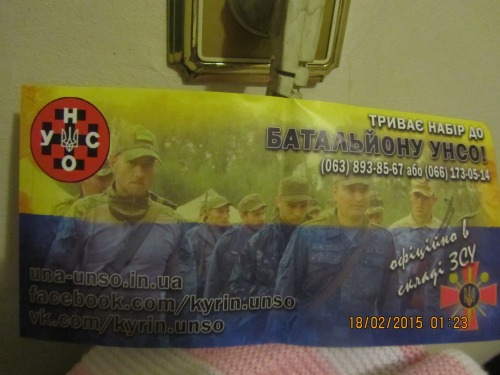 Н
У С
О
ТРИВАЄ НАБІР ДО
БАТАЛЬЙОНУ УНСО!
(063) 893-85-67 або (066) 173-05-14
офіційно в
складі ЗСУ
una-unso.in.ua
facebook.com/kyrin.unso
vk.com/kyrin.unso
18/02/2015 01:23